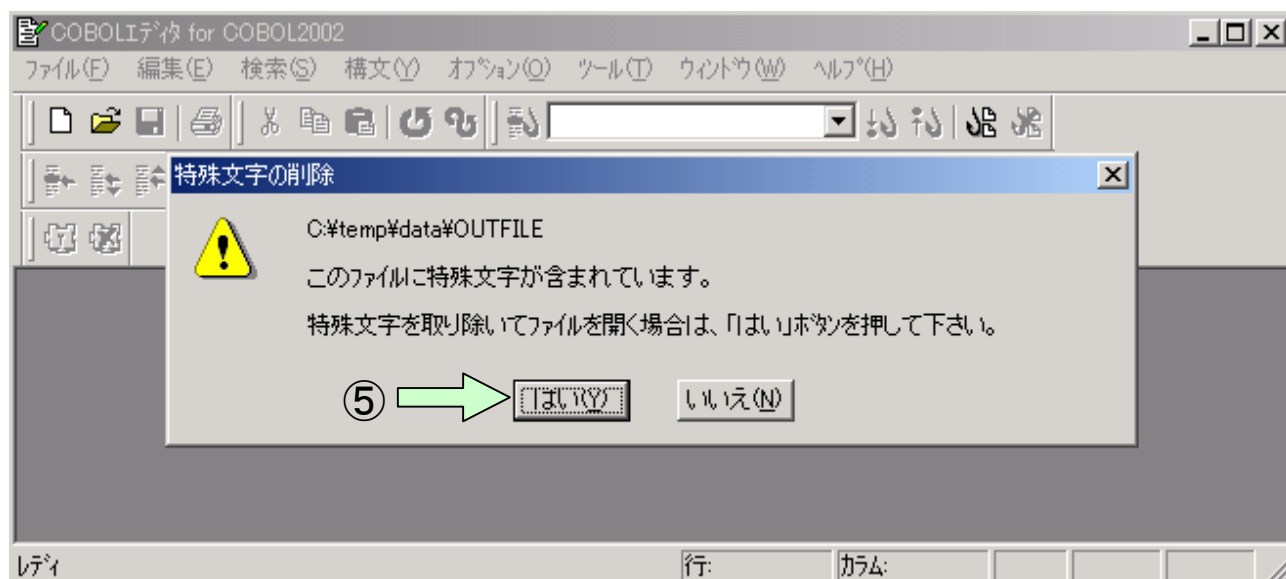 COBOLｴﾃﾞｨﾀ for COBOL2002
ﾌｧｲﾙ(F) 編集(E) 検索(S) 構文(Y) ｵﾌﾟｼｮﾝ(O) ﾂｰﾙ(T) ｳｨﾝﾄﾞｳ(W) ﾍﾙﾌﾟ(H)
特殊文字の削除
C:¥temp¥data¥OUTFILE
このﾌｧｲﾙに特殊文字が含まれています。
特殊文字を取り除いてﾌｧｲﾙを開く場合は、「はい」ﾎﾞﾀﾝを押して下さい。
⑤ はい(Y) いいえ(N)
ﾚﾃﾞｨ 行: ｶﾗﾑ: